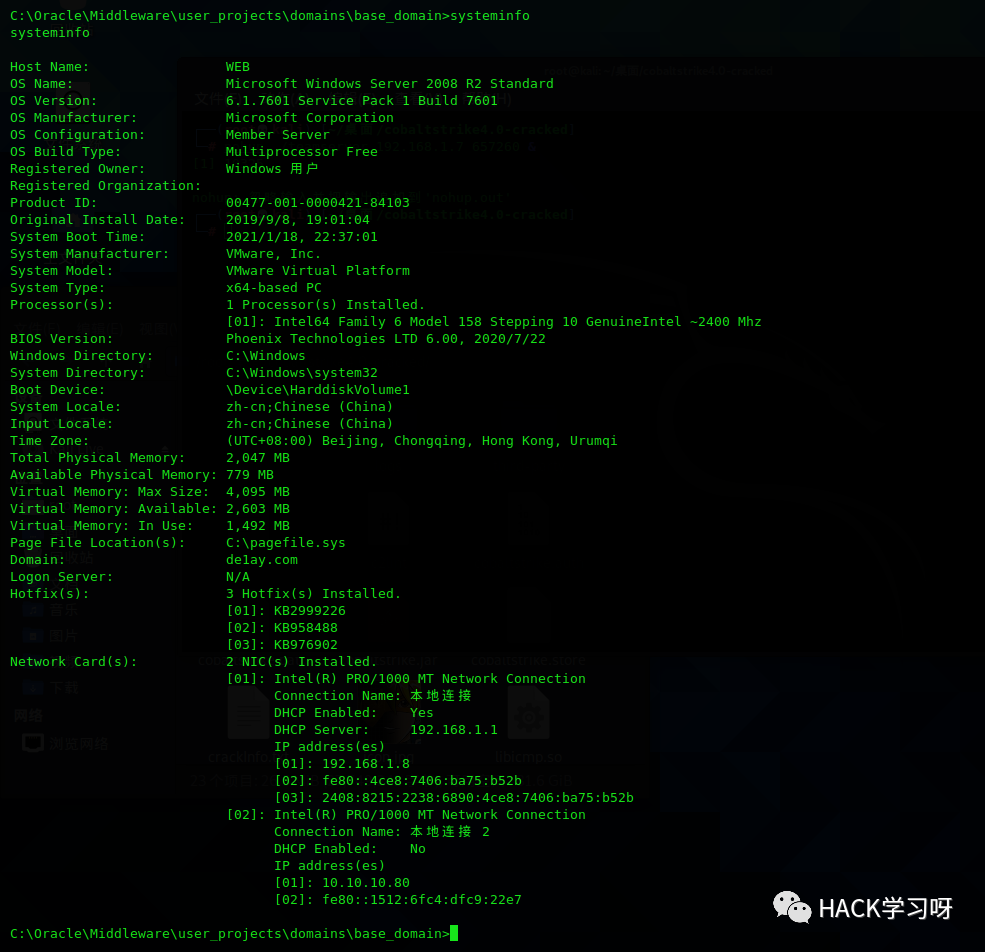 C:\Oracle\Middleware\user_projects\domains\base_domain>systeminfo
systeminfo
Host Name: WEB
OS Name: Microsoft Windows Server 2008 R2 Standard
OS Version: 6.1.7601 Service Pack 1 Build 7601
OS Manufacturer: Microsoft Corporation
OS Configuration: Member Server
OS Build Type: Multiprocessor Free
Registered Owner: Windows 用户
Registered Organization:
Product ID: 00477-001-0000421-84103
Original Install Date: 2019/9/8, 19:01:04
System Boot Time: 2021/1/18, 22:37:01
System Manufacturer: VMware, Inc.
System Model: VMware Virtual Platform
System Type: x64-based PC
Processor(s): 1 Processor(s) Installed.
[01]: Intel64 Family 6 Model 158 Stepping 10 GenuineIntel ~2400 Mhz
BIOS Version: Phoenix Technologies LTD 6.00, 2020/7/22
Windows Directory: C:\Windows
System Directory: C:\Windows\system32
Boot Device: \Device\HarddiskVolume1
System Locale: zh-cn;Chinese (China)
Input Locale: zh-cn;Chinese (China)
Time Zone: (UTC+08:00) Beijing, Chongqing, Hong Kong, Urumqi
Total Physical Memory: 2,047 MB
Available Physical Memory: 779 MB
Virtual Memory: Max Size: 4,095 MB
Virtual Memory: Available: 2,603 MB
Virtual Memory: In Use: 1,492 MB
Page File Location(s): C:\pagefile.sys
Domain: de1ay.com
Logon Server: N/A
Hotfix(s): 3 Hotfix(s) Installed.
[01]: KB2999226
[02]: KB958488
[03]: KB976902
Network Card(s): 2 NIC(s) Installed.
[01]: Intel(R) PRO/1000 MT Network Connection
Connection Name: 本地连接
DHCP Enabled: Yes
DHCP Server: 192.168.1.1
IP address(es)
[01]: 192.168.1.8
[02]: fe80::4ce8:7406:ba75:b52b
[03]: 2408:8215:2238:6890:4ce8:7406:ba75:b52b
[02]: Intel(R) PRO/1000 MT Network Connection
Connection Name: 本地连接 2
DHCP Enabled: No
IP address(es)
[01]: 10.10.10.80
[02]: fe80::1512:6fc4:dfc9:22e7
HACK学习呀
C:\Oracle\Middleware\user_projects\domains\base_domain>